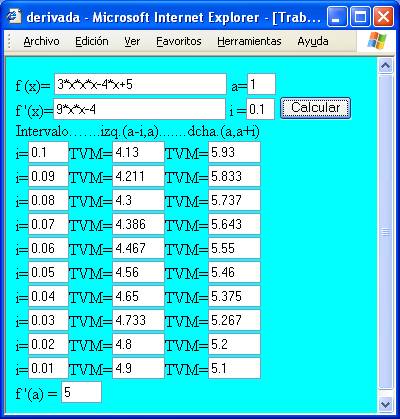 derivada - Microsoft Internet Explorer - [Trab...
Archivo Edición Ver Favoritos Herramientas Ayuda
f (x)= 3*x*x*x-4*x+5 a= 1
f '(x)= 9*x*x-4 i = 0.1 Calcular
Intervalo.......izq.(a-i,a).......dcha.(a,a+i)
i= 0.1 TVM= 4.13 TVM= 5.93
i= 0.09 TVM= 4.211 TVM= 5.833
i= 0.08 TVM= 4.3 TVM= 5.737
i= 0.07 TVM= 4.386 TVM= 5.643
i= 0.06 TVM= 4.467 TVM= 5.55
i= 0.05 TVM= 4.56 TVM= 5.46
i= 0.04 TVM= 4.65 TVM= 5.375
i= 0.03 TVM= 4.733 TVM= 5.267
i= 0.02 TVM= 4.8 TVM= 5.2
i= 0.01 TVM= 4.9 TVM= 5.1
f '(a) = 5